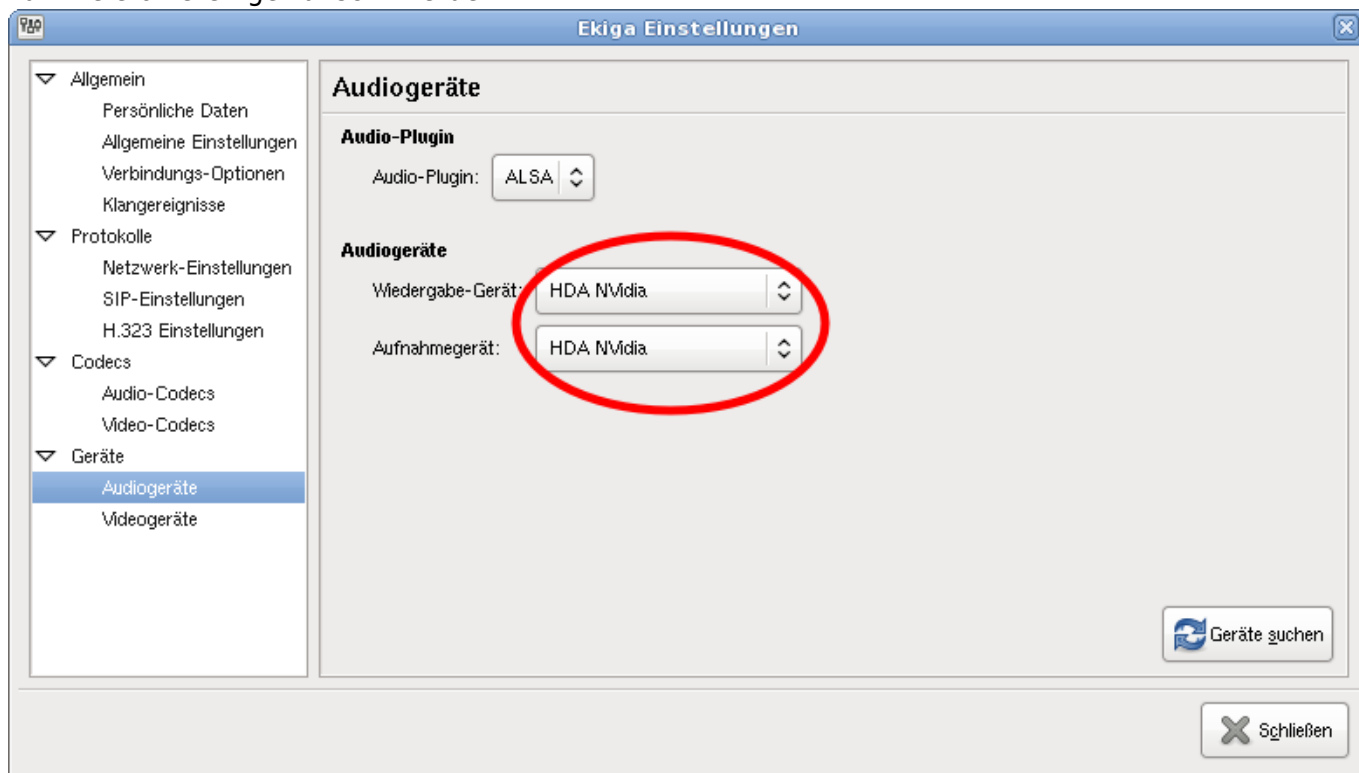 Ekiga Einstellungen
Allgemein
Persönliche Daten
Allgemeine Einstellungen
Verbindungs-Optionen
Klangereignisse
Protokolle
Netzwerk-Einstellungen
SIP-Einstellungen
H.323 Einstellungen
Codecs
Audio-Codecs
Video-Codecs
Geräte
Audiogeräte
Videogeräte
Audiogeräte
Audio-Plugin
Audio-Plugin: ALSA
Audiogeräte
Wiedergabe-Gerät: HDA NVidia
Aufnahmegerät: HDA NVidia
Geräte suchen
Schließen